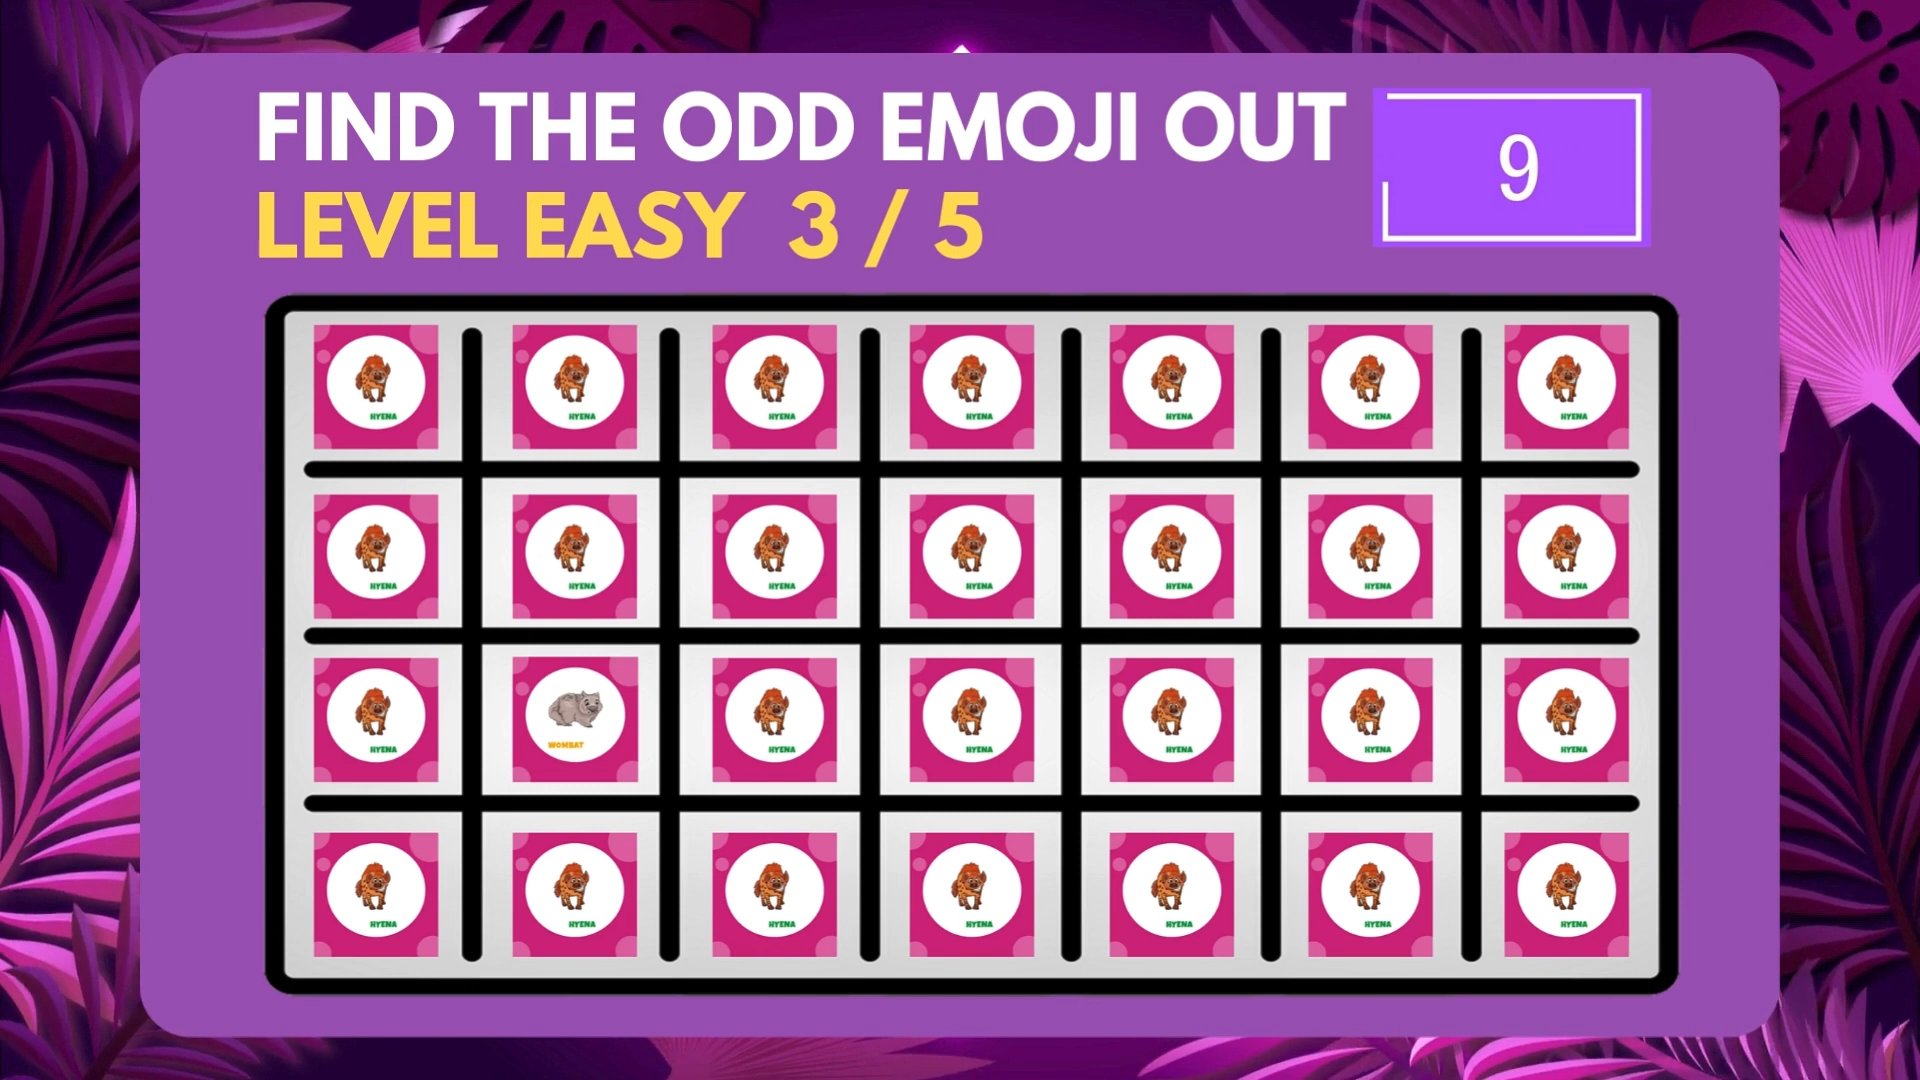 FIND THE ODD EMOJI OUT
9
LEVEL EASY 3 / 5
HYENA HYENA HYENA HYENA HYENA HYENA HYENA
HYENA HYENA HYENA HYENA HYENA HYENA HYENA
HYENA WOMBAT HYENA HYENA HYENA HYENA HYENA
HYENA HYENA HYENA HYENA HYENA HYENA HYENA